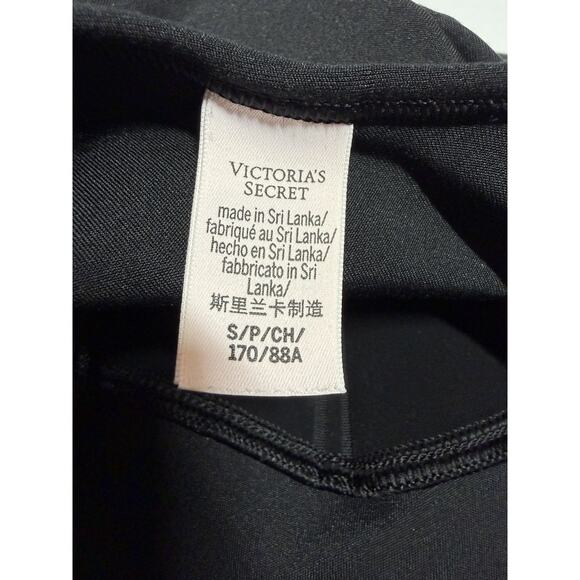 VICTORIA'S
SECRET
made in Sri Lanka/
fabriqué au Sri Lanka/
hecho en Sri Lanka/
fabbricato in Sri
Lanka/
斯里兰卡制造
S/P/CH/
170/88A